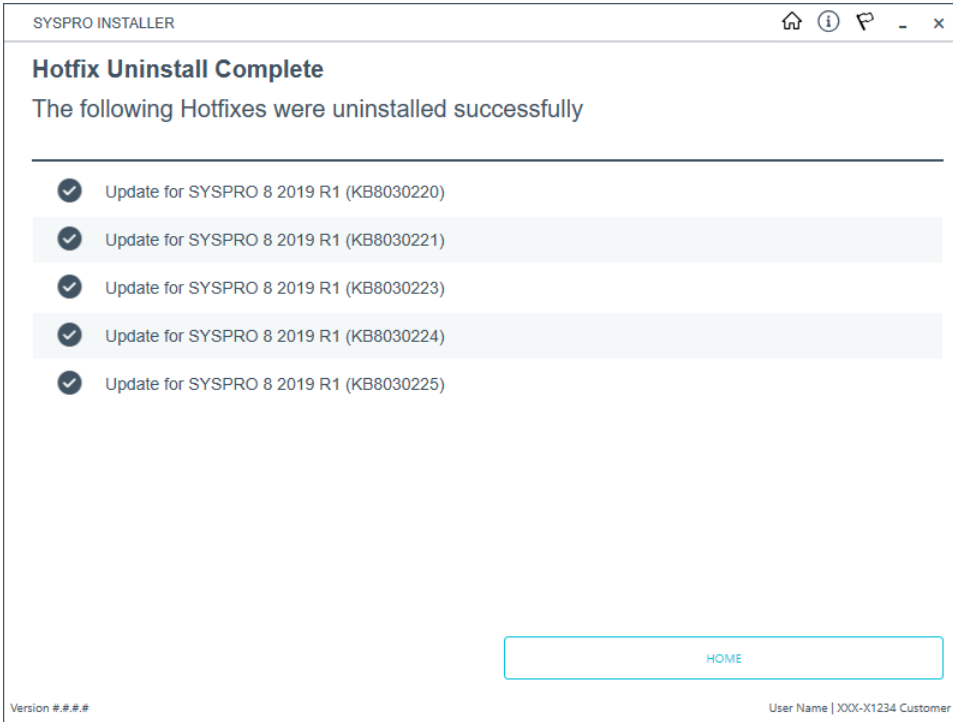 SYSPRO INSTALLER
Hotfix Uninstall Complete
The following Hotfixes were uninstalled successfully
Update for SYSPRO 8 2019 R1 (KB8030220)
Update for SYSPRO 8 2019 R1 (KB8030221)
Update for SYSPRO 8 2019 R1 (KB8030223)
Update for SYSPRO 8 2019 R1 (KB8030224)
Update for SYSPRO 8 2019 R1 (KB8030225)
HOME
Version #.#.#.#
User Name | XXX-X1234 Customer